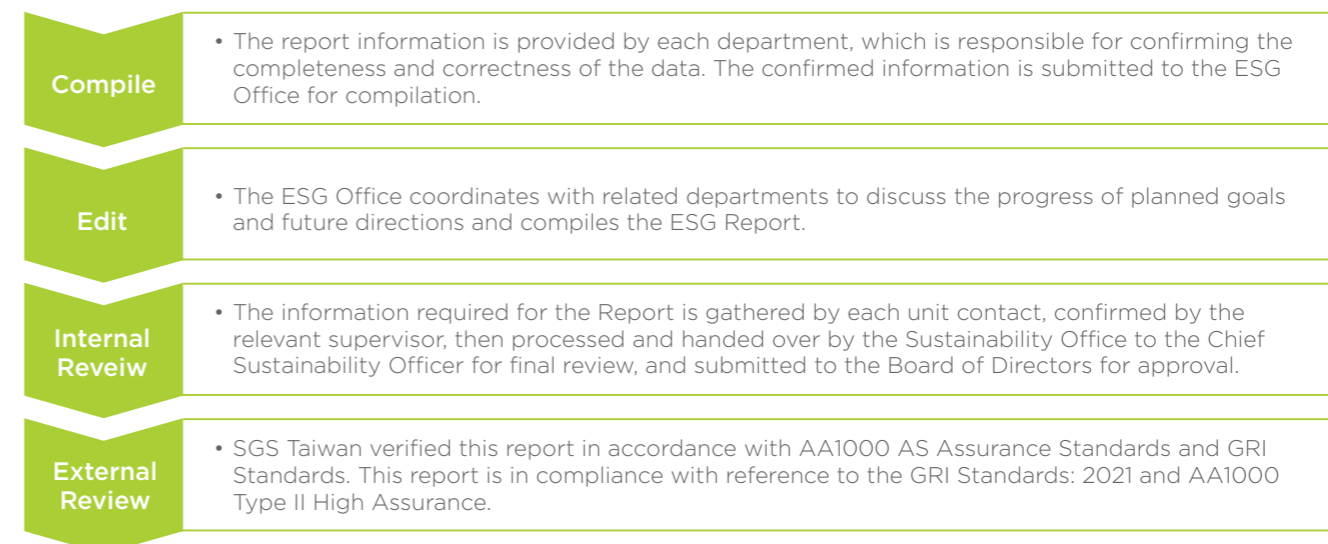 Compile
• The report information is provided by each department, which is responsible for confirming the
completeness and correctness of the data. The confirmed information is submitted to the ESG
Office for compilation.
Edit
• The ESG Office coordinates with related departments to discuss the progress of planned goals
and future directions and compiles the ESG Report.
Internal
Reveiw
• The information required for the Report is gathered by each unit contact, confirmed by the
relevant supervisor, then processed and handed over by the Sustainability Office to the Chief
Sustainability Officer for final review, and submitted to the Board of Directors for approval.
External
Review
• SGS Taiwan verified this report in accordance with AA1000 AS Assurance Standards and GRI
Standards. This report is in compliance with reference to the GRI Standards: 2021 and AA1000
Type II High Assurance.